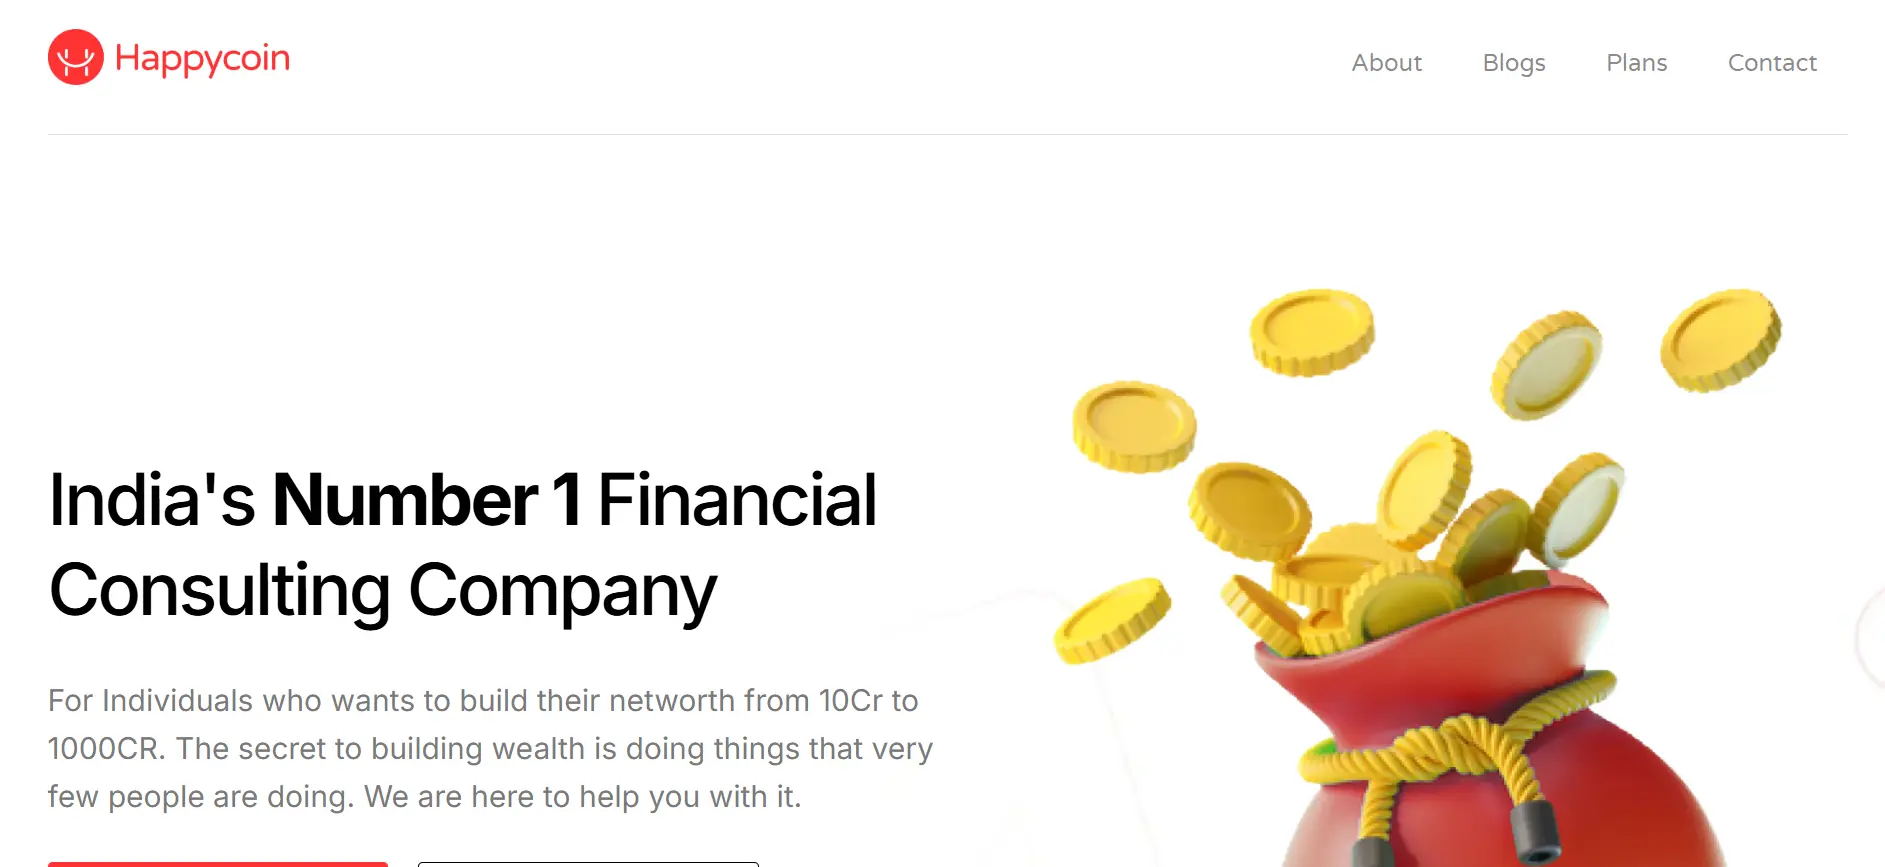 Happycoin
About Blogs Plans Contact
India's Number 1 Financial
Consulting Company
For Individuals who wants to build their networth from 10Cr to
1000CR. The secret to building wealth is doing things that very
few people are doing. We are here to help you with it.